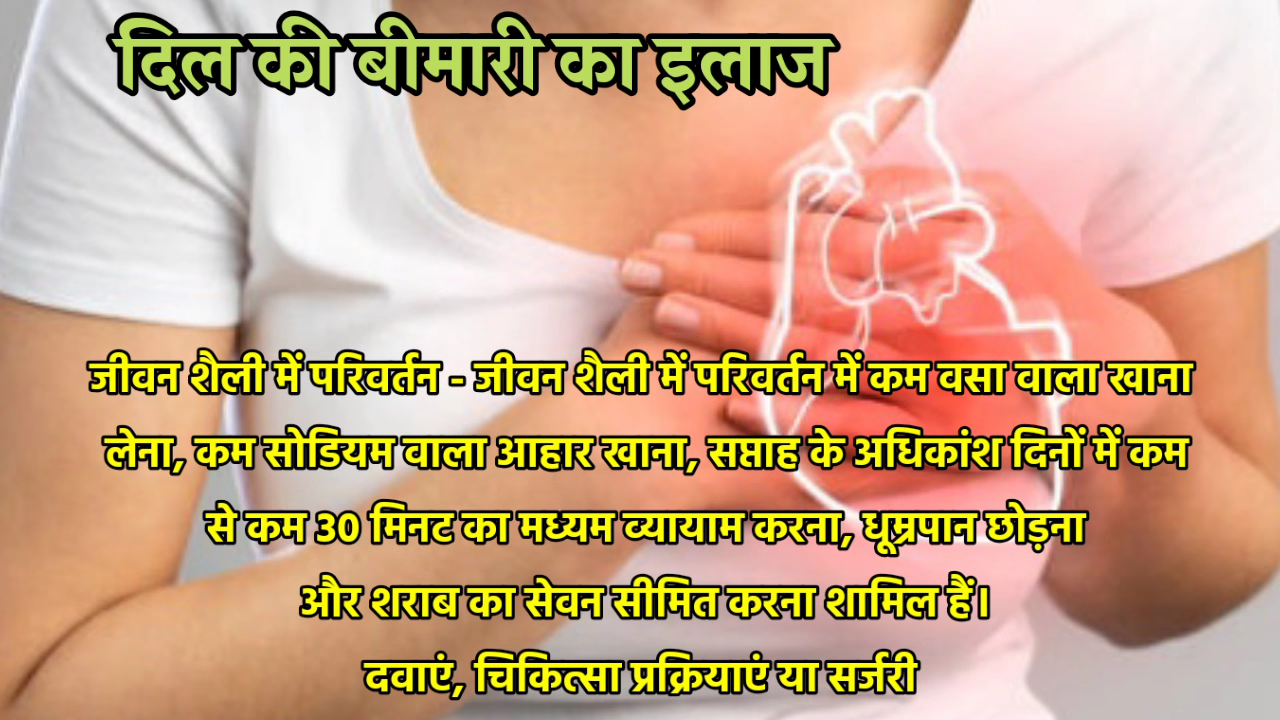 दिल की बीमारी का इलाज
जीवन शैली में परिवर्तन - जीवन शैली में परिवर्तन में कम वसा वाला खाना
लेना, कम सोडियम वाला आहार खाना, सप्ताह के अधिकांश दिनों में कम
से कम 30 मिनट का मध्यम व्यायाम करना, धूम्रपान छोड़ना
और शराब का सेवन सीमित करना शामिल हैं।
दवाएं, चिकित्सा प्रक्रियाएं या सर्जरी